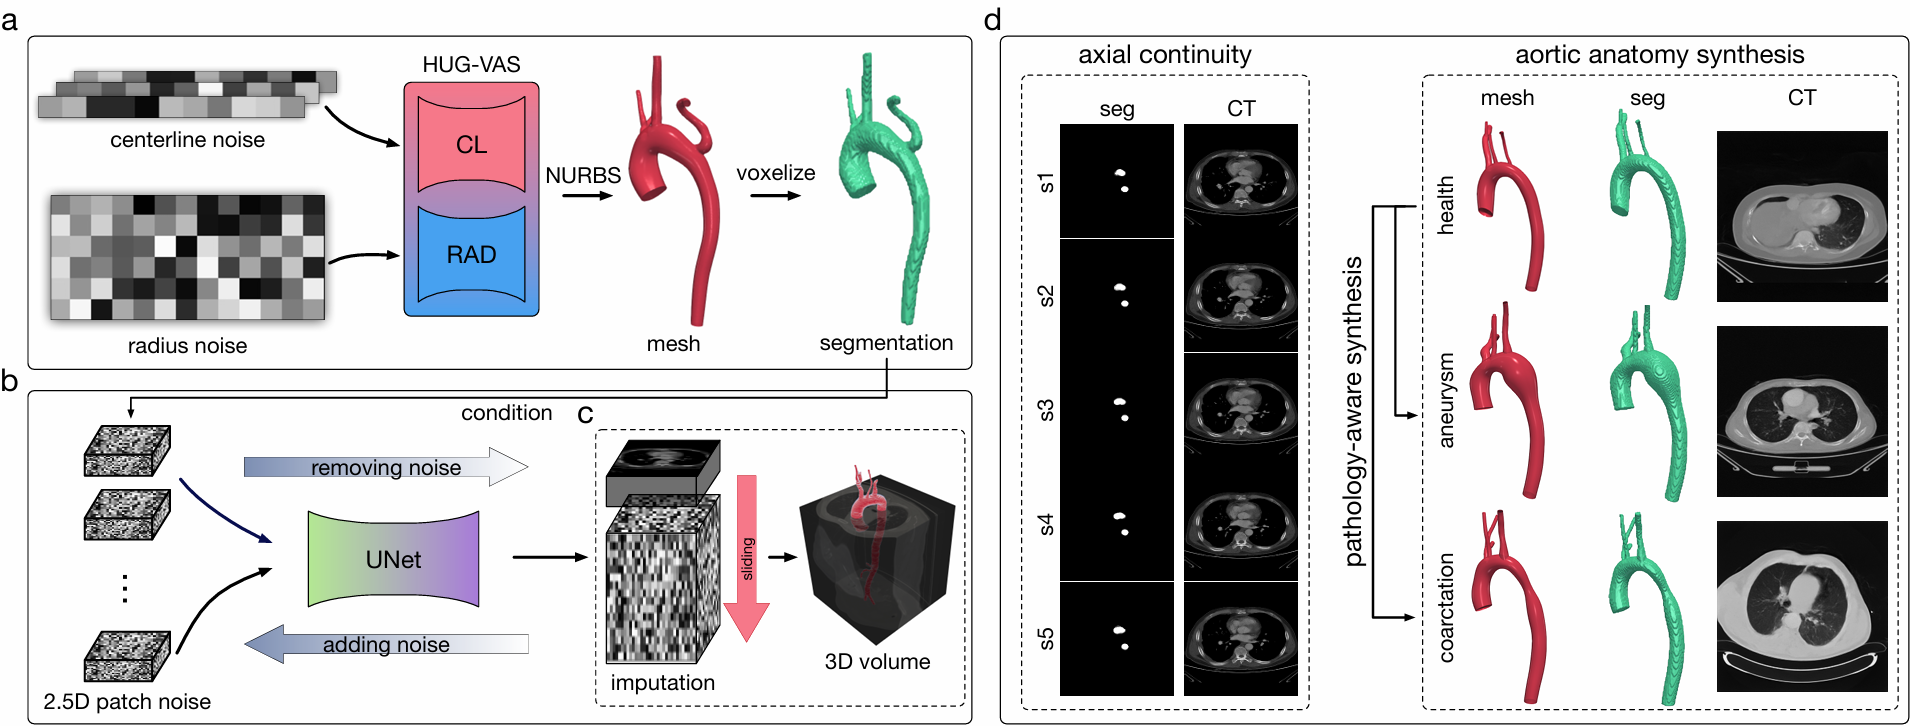 a
HUG-VAS
centerline noise
CL
NURBS
voxelize
RAD
radius noise
mesh
segmentation
b
condition
removing noise
UNet
adding noise
2.5D patch noise
c
sliding
imputation
3D volume
d
axial continuity
seg
CT
s1
s2
s3
s4
s5
aortic anatomy synthesis
mesh
seg
CT
pathology-aware synthesis
health
aneurysm
coarctation